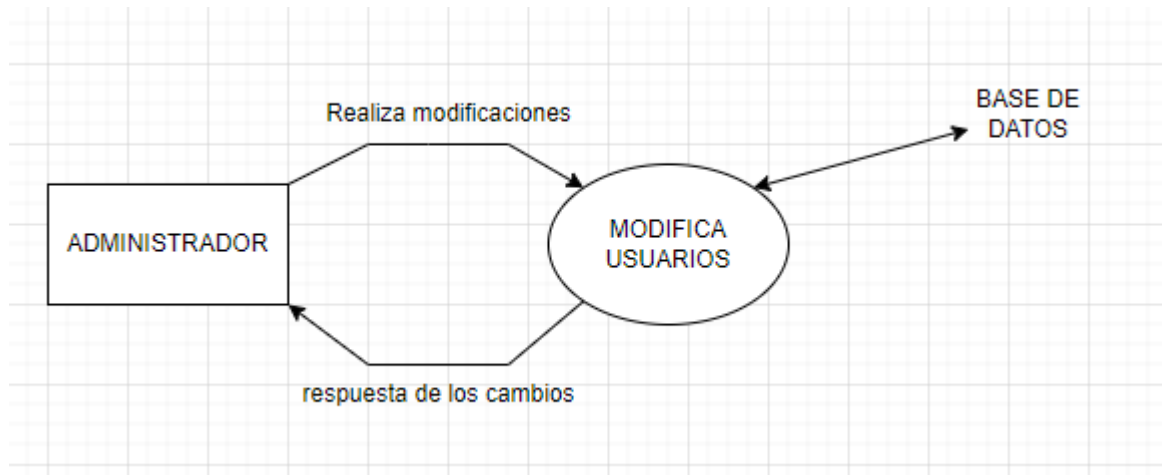 Realiza modificaciones
BASE DE
DATOS
ADMINISTRADOR
MODIFICA
USUARIOS
respuesta de los cambios